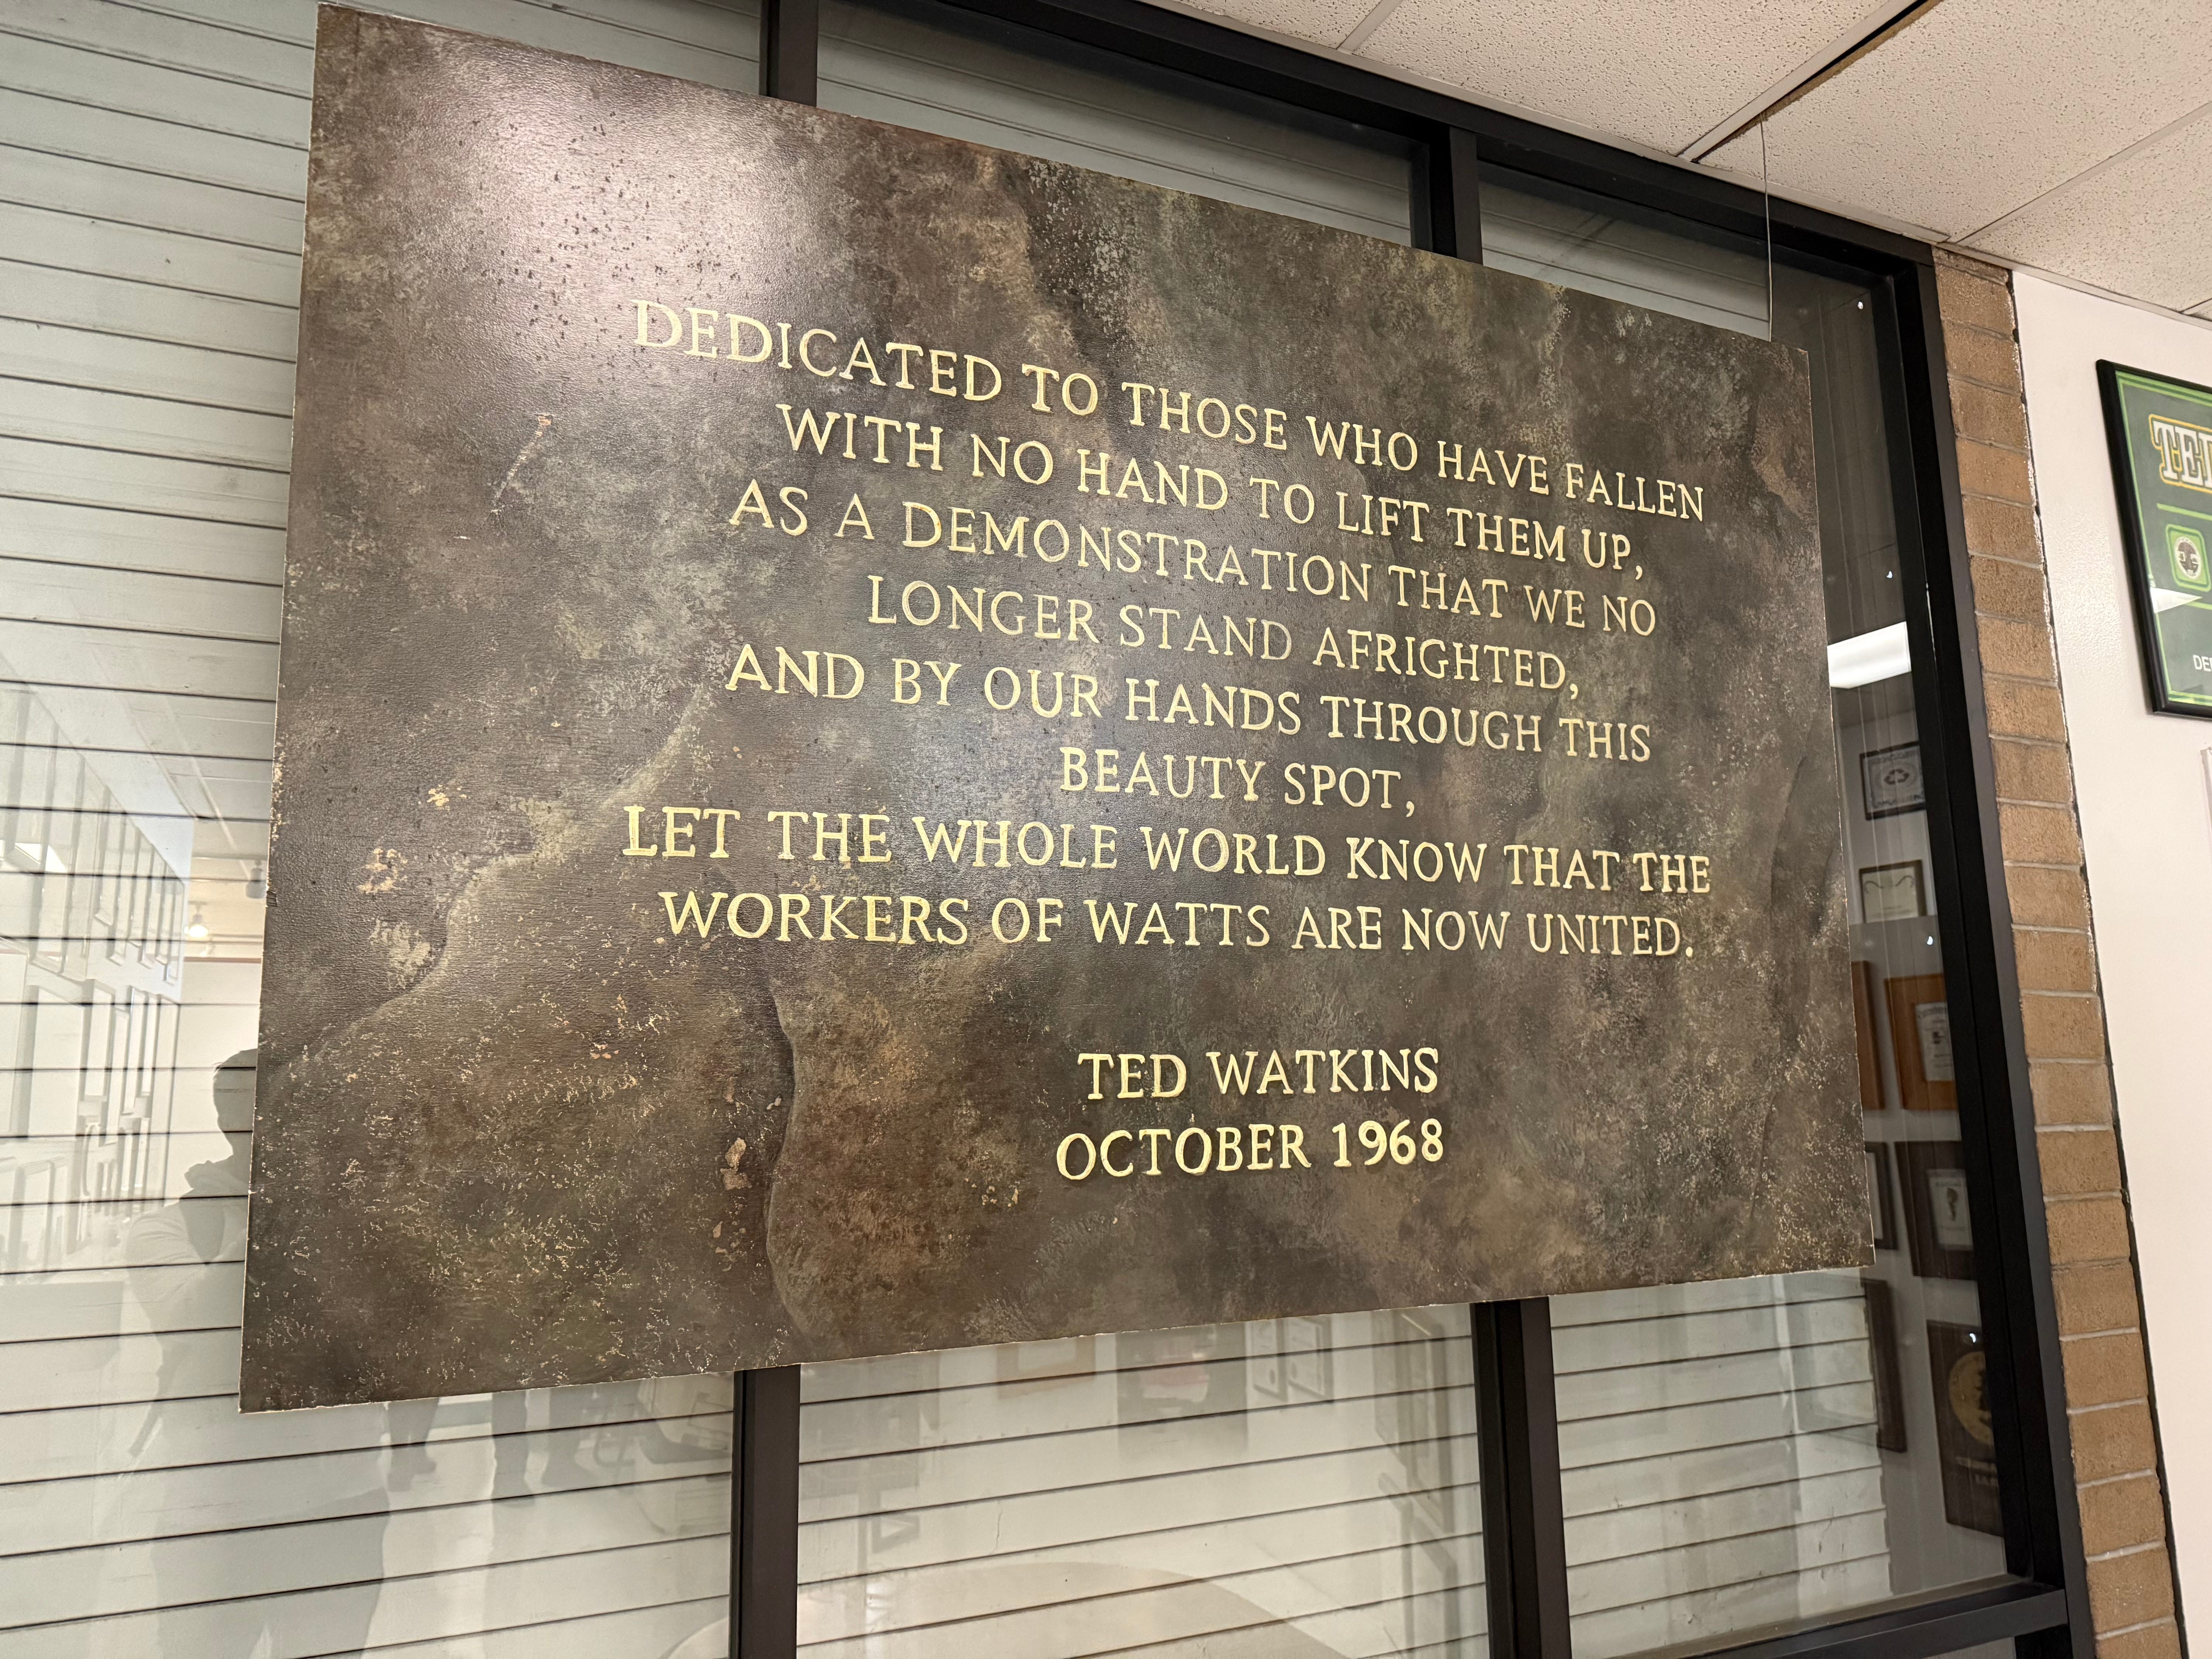 DEDICATED TO THOSE WHO HAVE FALLEN
WITH NO HAND TO LIFT THEM UP,
AS A DEMONSTRATION THAT WE NO
LONGER STAND AFRIGHTED,
AND BY OUR HANDS THROUGH THIS
BEAUTY SPOT,
LET THE WHOLE WORLD KNOW THAT THE
WORKERS OF WATTS ARE NOW UNITED.
TED WATKINS
OCTOBER 1968